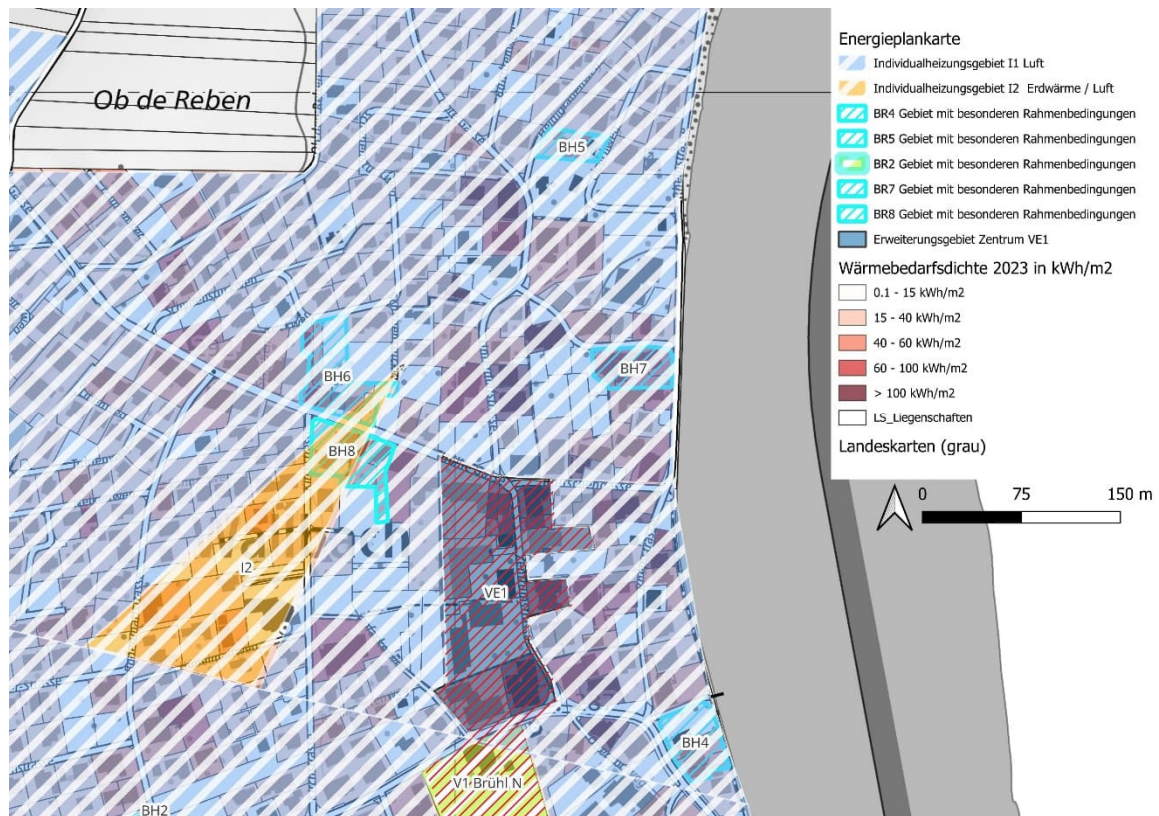 Ob de Reben
BH5
BH6
BH7
BH8
I2
VE1
BH4
V1 Brühl N
BH2
Energieplankarte
Individualheizungsgebiet I1 Luft
Individualheizungsgebiet I2 Erdwärme / Luft
BR4 Gebiet mit besonderen Rahmenbedingungen
BR5 Gebiet mit besonderen Rahmenbedingungen
BR2 Gebiet mit besonderen Rahmenbedingungen
BR7 Gebiet mit besonderen Rahmenbedingungen
BR8 Gebiet mit besonderen Rahmenbedingungen
Erweiterungsgebiet Zentrum VE1
Wärmebedarfsdichte 2023 in kWh/m2
0.1 - 15 kWh/m2
15 - 40 kWh/m2
40 - 60 kWh/m2
60 - 100 kWh/m2
> 100 kWh/m2
LS_Liegenschaften
Landeskarten (grau)
0 75 150 m